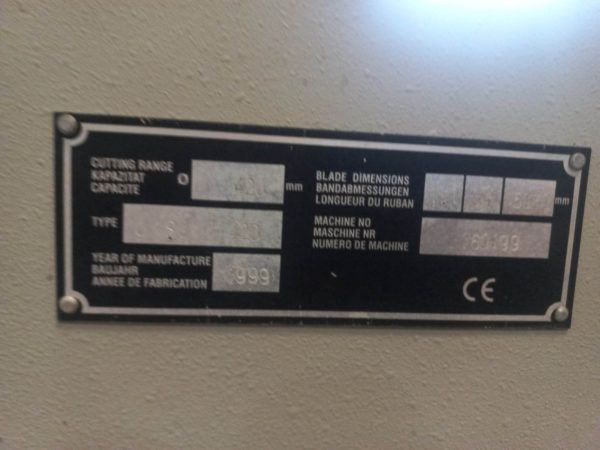 CUTTING RANGE
KAPAZITAT
CAPACITE
Ø
mm
TYPE
YEAR OF MANUFACTURE
BAUJAHR
ANNEE DE FABRICATION
999
BLADE DIMENSIONS
BANDABMESSUNGEN
LONGUEUR DU RUBAN
mm
MACHINE NO
MASCHINE NR
NUMERO DE MACHINE
CE